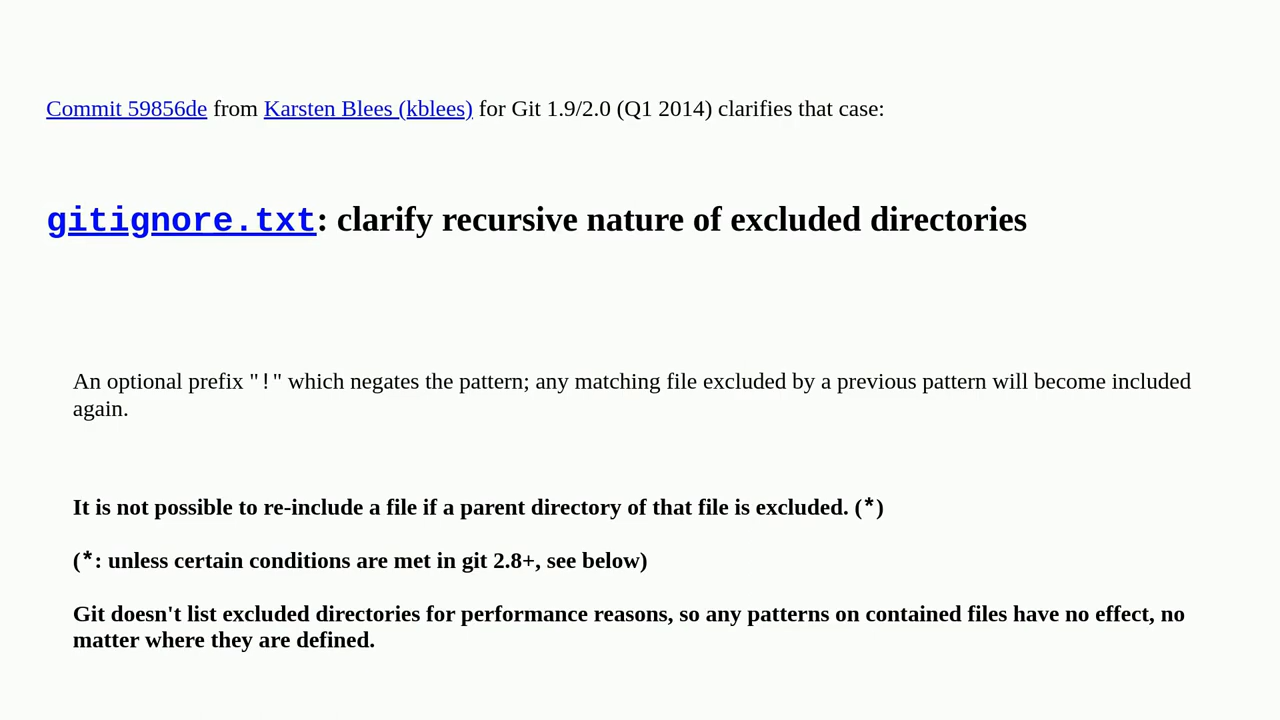 Commit 59856de from Karsten Blees (kblees) for Git 1.9/2.0 (Q1 2014) clarifies that case:
gitignore.txt: clarify recursive nature of excluded directories
An optional prefix "!" which negates the pattern; any matching file excluded by a previous pattern will become included
again.
It is not possible to re-include a file if a parent directory of that file is excluded. (*)
(*: unless certain conditions are met in git 2.8+, see below)
Git doesn't list excluded directories for performance reasons, so any patterns on contained files have no effect, no
matter where they are defined.